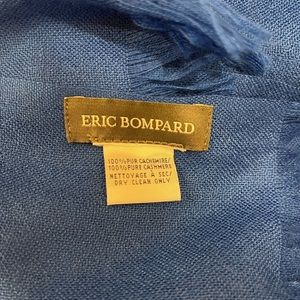 ERIC BOMPARD
100%PUR CACHEMIRE/
100%PURE CASHMERE
NETTOYAGE A SEC/
DRY CLEAN ONLY